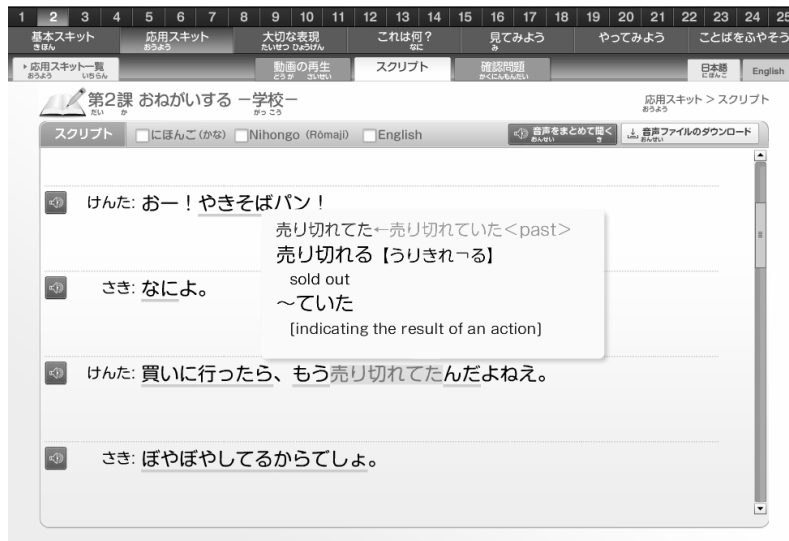 1 2 3 4 5 6 7 8 9 10 11 12 13 14 15 16 17 18 19 20 21 22 23 24 25
基本スキット 応用スキット 大切な表現 これは何？ 見てみよう やってみよう ことばをふやそう
きほん おうよう たいせつ ひょうげん なに み
応用スキット一覧 動画の再生 スクリプト 確認問題 日本語 English
おうよう いちらん どうが さいせい かくにんもんだい にほんご
第2課 おねがいする －学校－ 応用スキット > スクリプト
だい か がっこう おうよう
スクリプト にほんご（かな） Nihongo (Rōmaji) English 音声をまとめて聞く 音声ファイルのダウンロード
おんせい き おんせい
けんた: おー！やきそばパン！
売り切れてた←売り切れていた<past>
売り切れる【うりきれ￢る】
sold out
～ていた
[indicating the result of an action]
さき: なによ。
けんた: 買いに行ったら、もう売り切れてたんだよねえ。
さき: ぼやぼやしてるからでしょ。